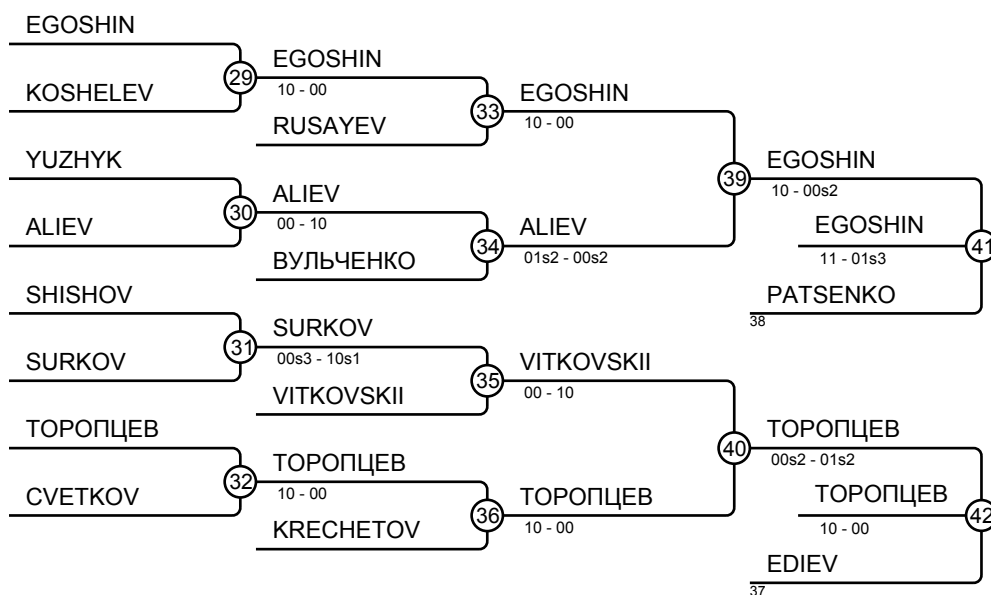 EGOSHIN
29
EGOSHIN
10 - 00
KOSHELEV
33
EGOSHIN
10 - 00
RUSAYEV
39
EGOSHIN
10 - 00s2
YUZHYK
30
ALIEV
00 - 10
ALIEV
34
ALIEV
01s2 - 00s2
ВУЛЬЧЕНКО
EGOSHIN
11 - 01s3
41
PATSENKO
38
SHISHOV
31
SURKOV
00s3 - 10s1
SURKOV
35
VITKOVSKII
00 - 10
VITKOVSKII
40
ТОРОПЦЕВ
00s2 - 01s2
ТОРОПЦЕВ
32
ТОРОПЦЕВ
10 - 00
CVETKOV
36
ТОРОПЦЕВ
10 - 00
KRECHETOV
ТОРОПЦЕВ
10 - 00
42
EDIEV
37